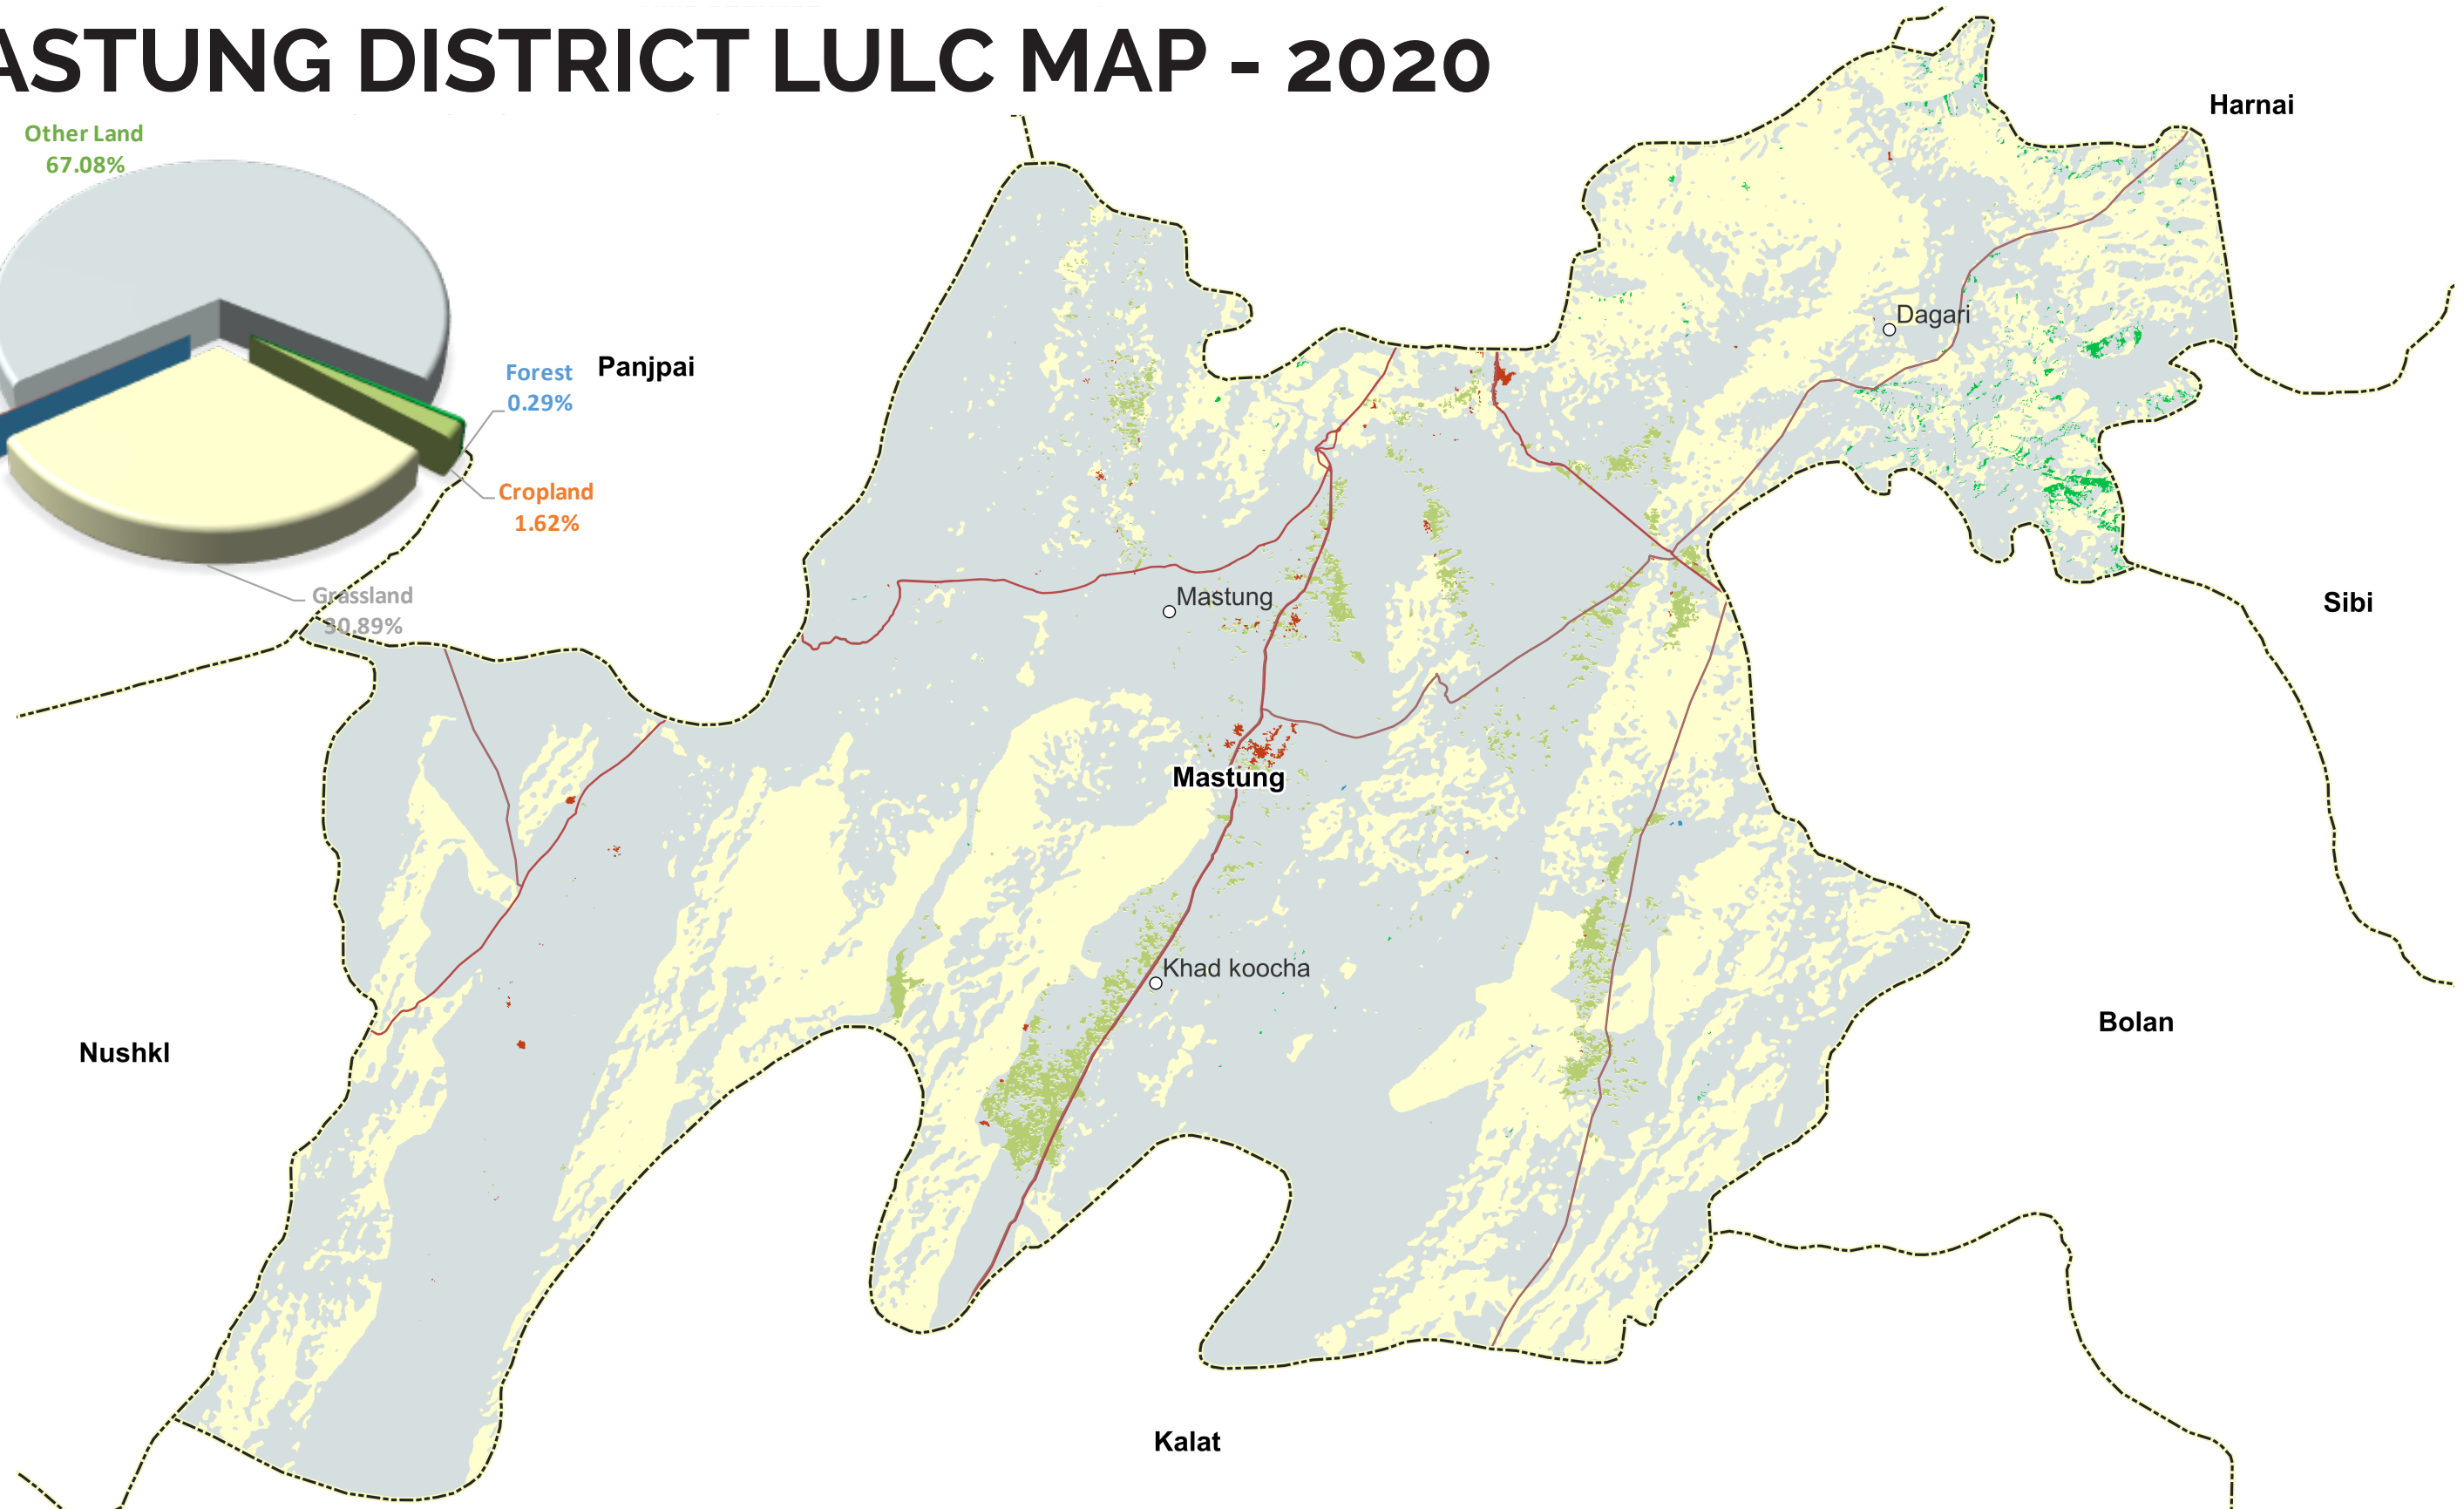 ASTUNG DISTRICT LULC MAP - 2020
Harnai
Other Land
67.08%
Dagari
Panjpai
Forest
0.29%
Cropland
1.62%
Grassland
30.89%
Mastung
Sibi
Mastung
Khad koocha
Bolan
Nushkl
Kalat